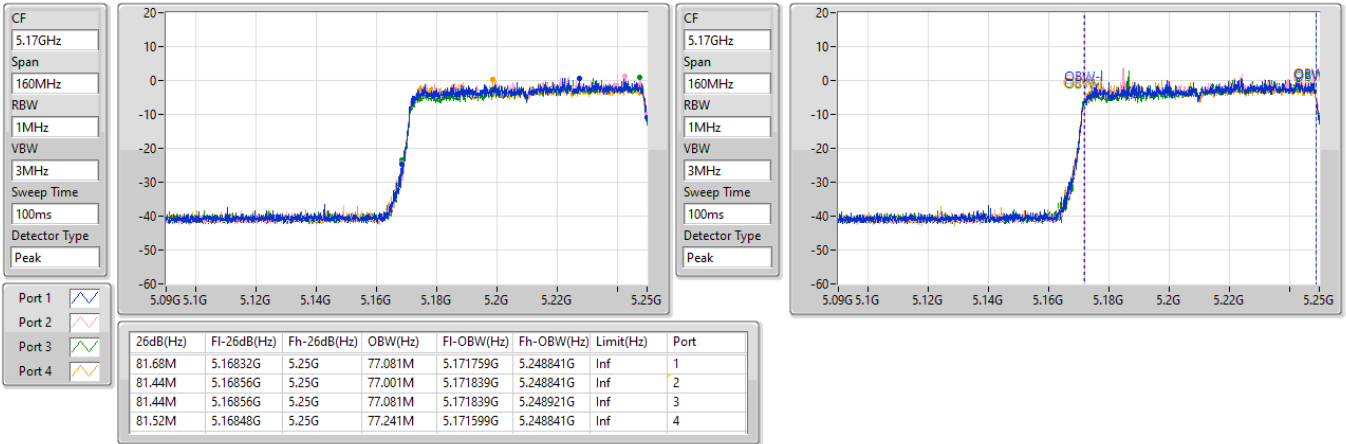 CF
5.17GHz
Span
160MHz
RBW
1MHz
VBW
3MHz
Sweep Time
100ms
Detector Type
Peak
Port 1
Port 2
Port 3
Port 4
20
10
0
-10
-20
-30
-40
-50
-60
5.09G 5.1G 5.12G 5.14G 5.16G 5.18G 5.2G 5.22G 5.25G
CF
5.17GHz
Span
160MHz
RBW
1MHz
VBW
3MHz
Sweep Time
100ms
Detector Type
Peak
20
10
0
-10
-20
-30
-40
-50
-60
OBW-l
OBW
5.09G 5.1G 5.12G 5.14G 5.16G 5.18G 5.2G 5.22G 5.25G
26dB(Hz) Fl-26dB(Hz) Fh-26dB(Hz) OBW(Hz) Fl-OBW(Hz) Fh-OBW(Hz) Limit(Hz) Port
81.68M 5.16832G 5.25G 77.081M 5.171759G 5.248841G Inf 1
81.44M 5.16856G 5.25G 77.001M 5.171839G 5.248841G Inf 2
81.44M 5.16856G 5.25G 77.081M 5.171839G 5.248921G Inf 3
81.52M 5.16848G 5.25G 77.241M 5.171599G 5.248841G Inf 4